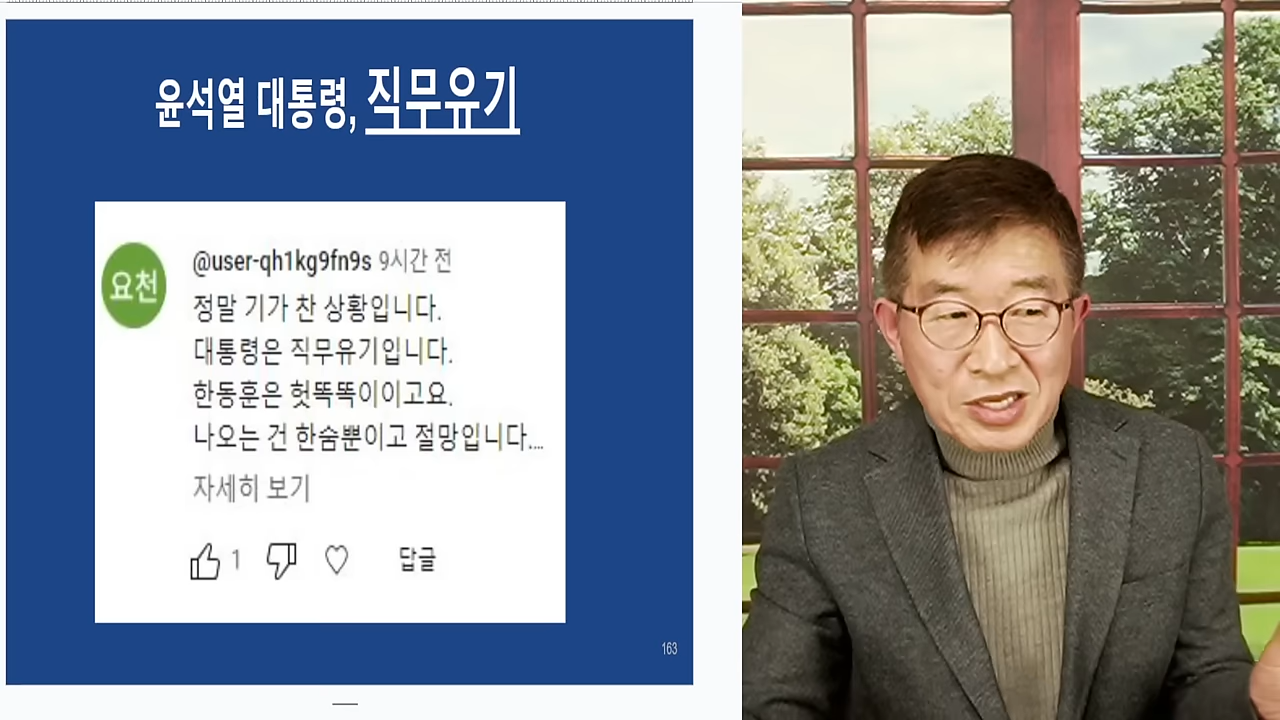 윤석열 대통령, 직무유기
요천
@user-qh1kg9fn9s 9시간 전
정말 기가 찬 상황입니다.
대통령은 직무유기입니다.
한동훈은 헛똑똑이이고요.
나오는 건 한숨뿐이고 절망입니다....
자세히 보기
1
답글
163